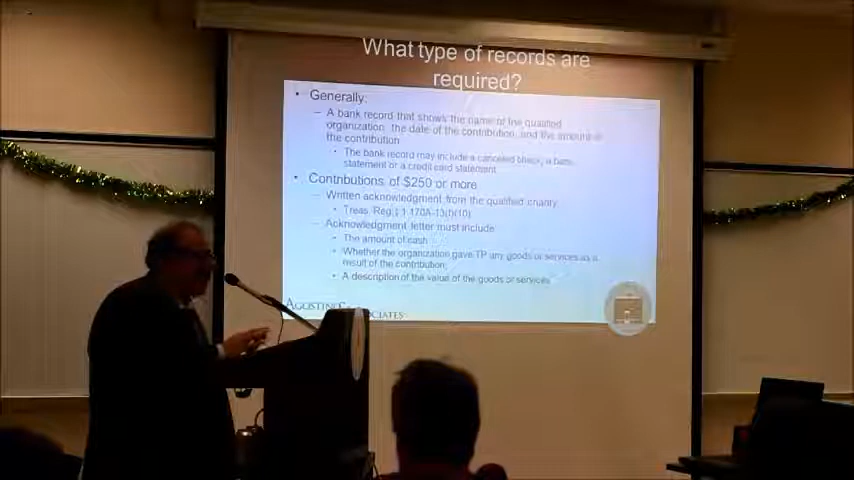 What type of records are
required?
• Generally:
– A bank record that shows the name of the qualified
organization, the date of the contribution, and the amount of
the contribution
• The bank record may include a canceled check, a bank
statement or a credit card statement
• Contributions of $250 or more
– Written acknowledgment from the qualified charity
• Treas. Reg. 1.170A-13(f)(10)
– Acknowledgment letter must include
• The amount of cash
• Whether the organization gave TP any goods or services as a
result of the contribution
• A description of the value of the goods or services